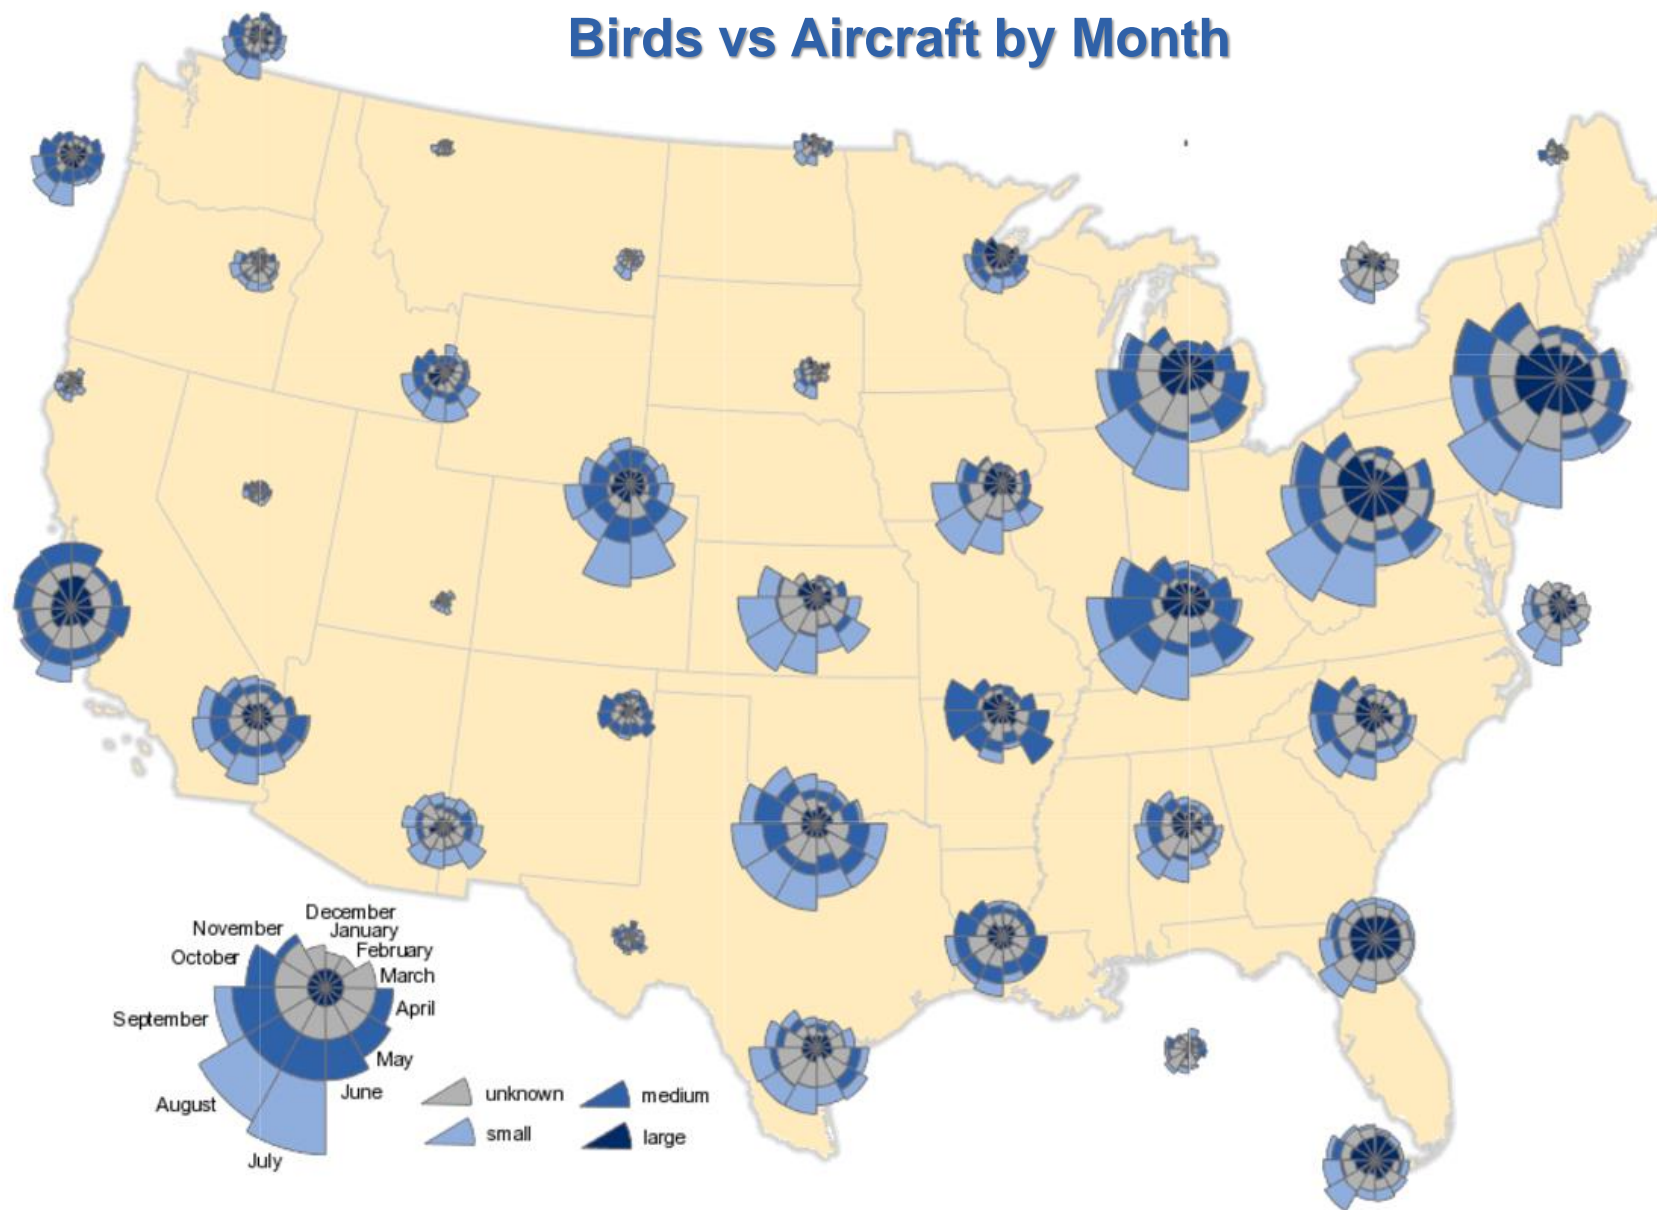 Birds vs Aircraft by Month
December
November
January
October
February
March
September
April
May
June
August
July
unknown
medium
small
large